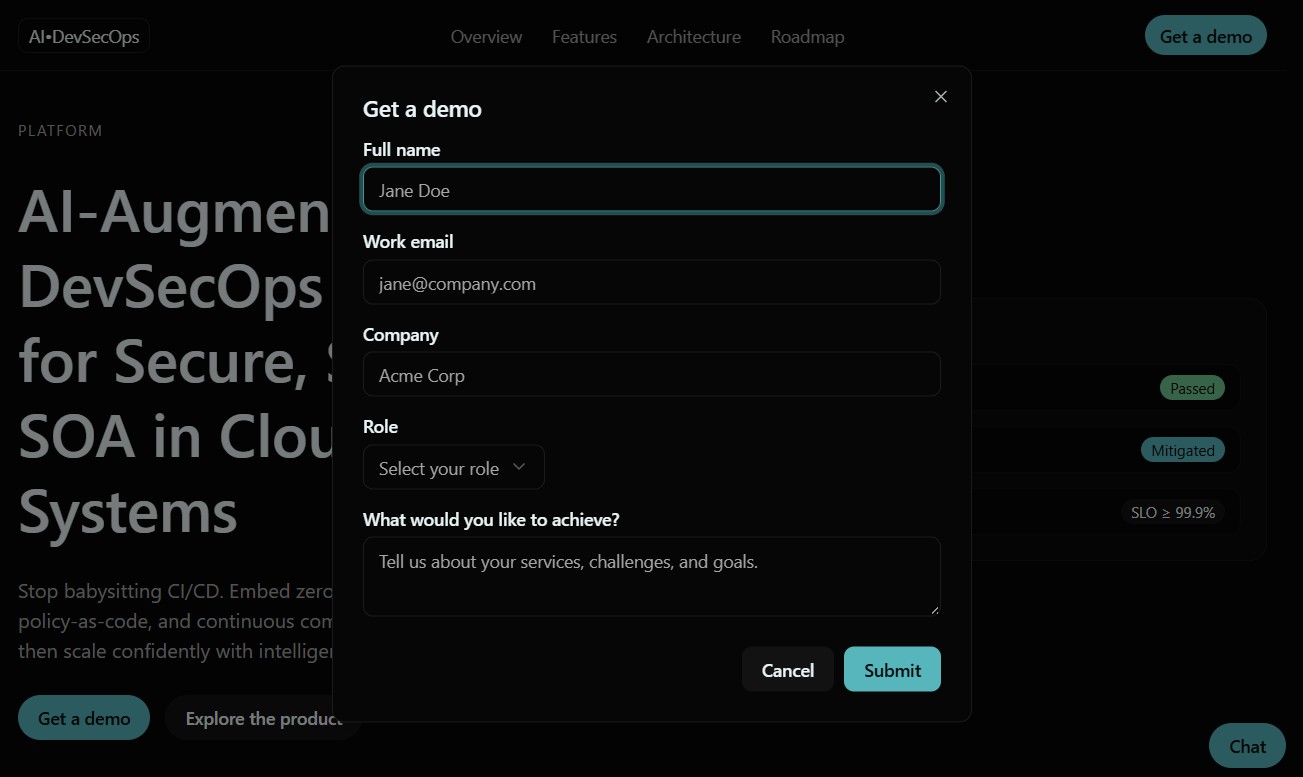 AI•DevSecOps
Overview
Features
Architecture
Roadmap
Get a demo
PLATFORM
AI-Augmen
DevSecOps
for Secure,
SOA in Clou
Systems
Stop babysitting CI/CD. Embed zero
policy-as-code, and continuous com
then scale confidently with intelliger
Get a demo
Explore the product
Get a demo
Full name
Jane Doe
Work email
jane@company.com
Company
Acme Corp
Role
Select your role
What would you like to achieve?
Tell us about your services, challenges, and goals.
Cancel
Submit
Passed
Mitigated
SLO ≥ 99.9%
Chat